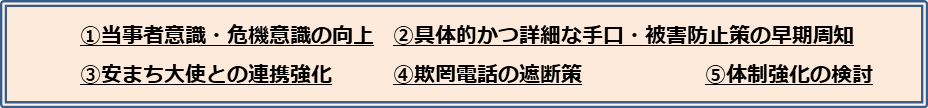 ①当事者意識・危機意識の向上　②具体的かつ詳細な手口・被害防止策の早期周知
③安まち大使との連携強化　④欺罔電話の遮断策　⑤体制強化の検討